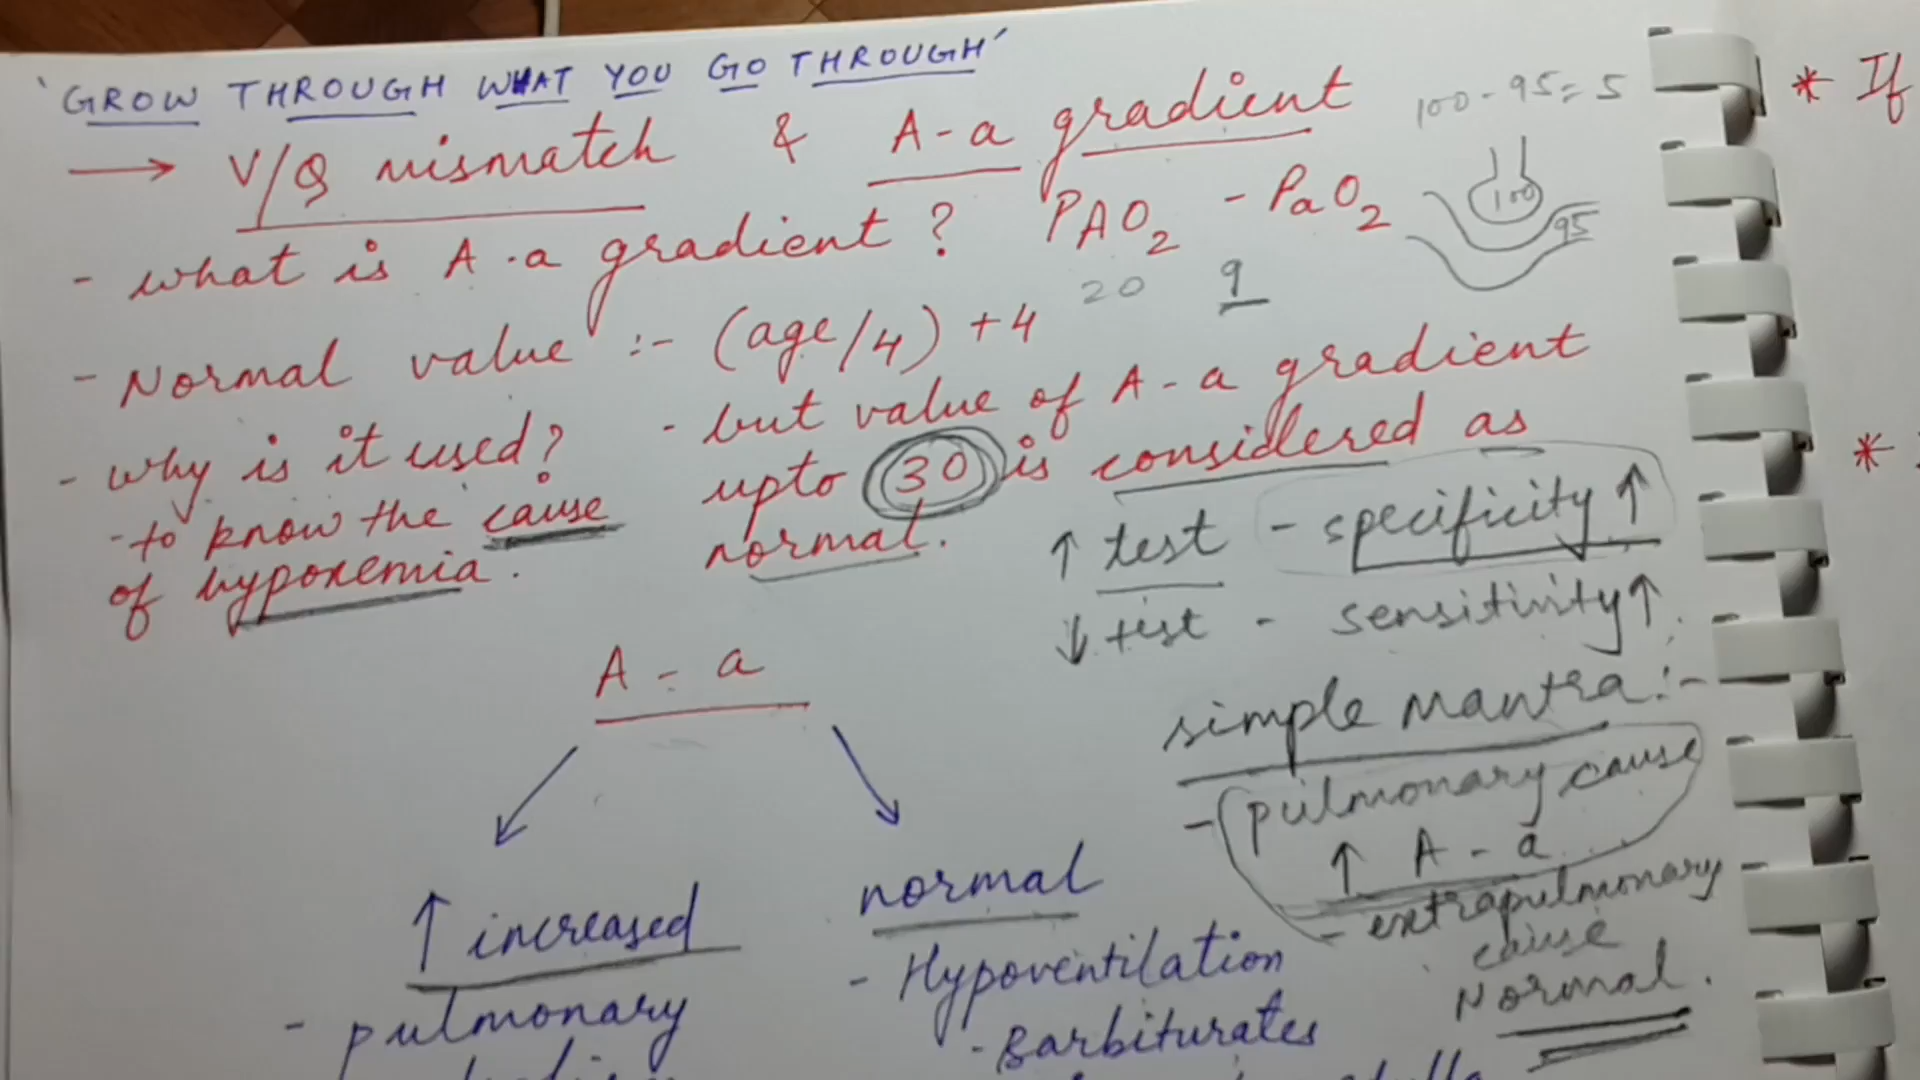 'GROW THROUGH WHAT YOU GO THROUGH'
→ V/Q mismatch & A-a gradient
100-95=5
- what is A-a gradient? PAO2 - PaO2
100
95
- Normal value :- (age/4) +4
20 9
- why is it used?
- to know the cause
of hypoxemia.
- but value of A-a gradient
upto 30 is considered as
normal.
↑ test - specificity ↑
↓ test - sensitivity ↑
simple mantra :-
- pulmonary cause
↑ A-a
- extrapulmonary
cause
Normal.
A-a
↑ increased
- pulmonary
normal
- Hypoventilation
- Barbiturates
* If
*